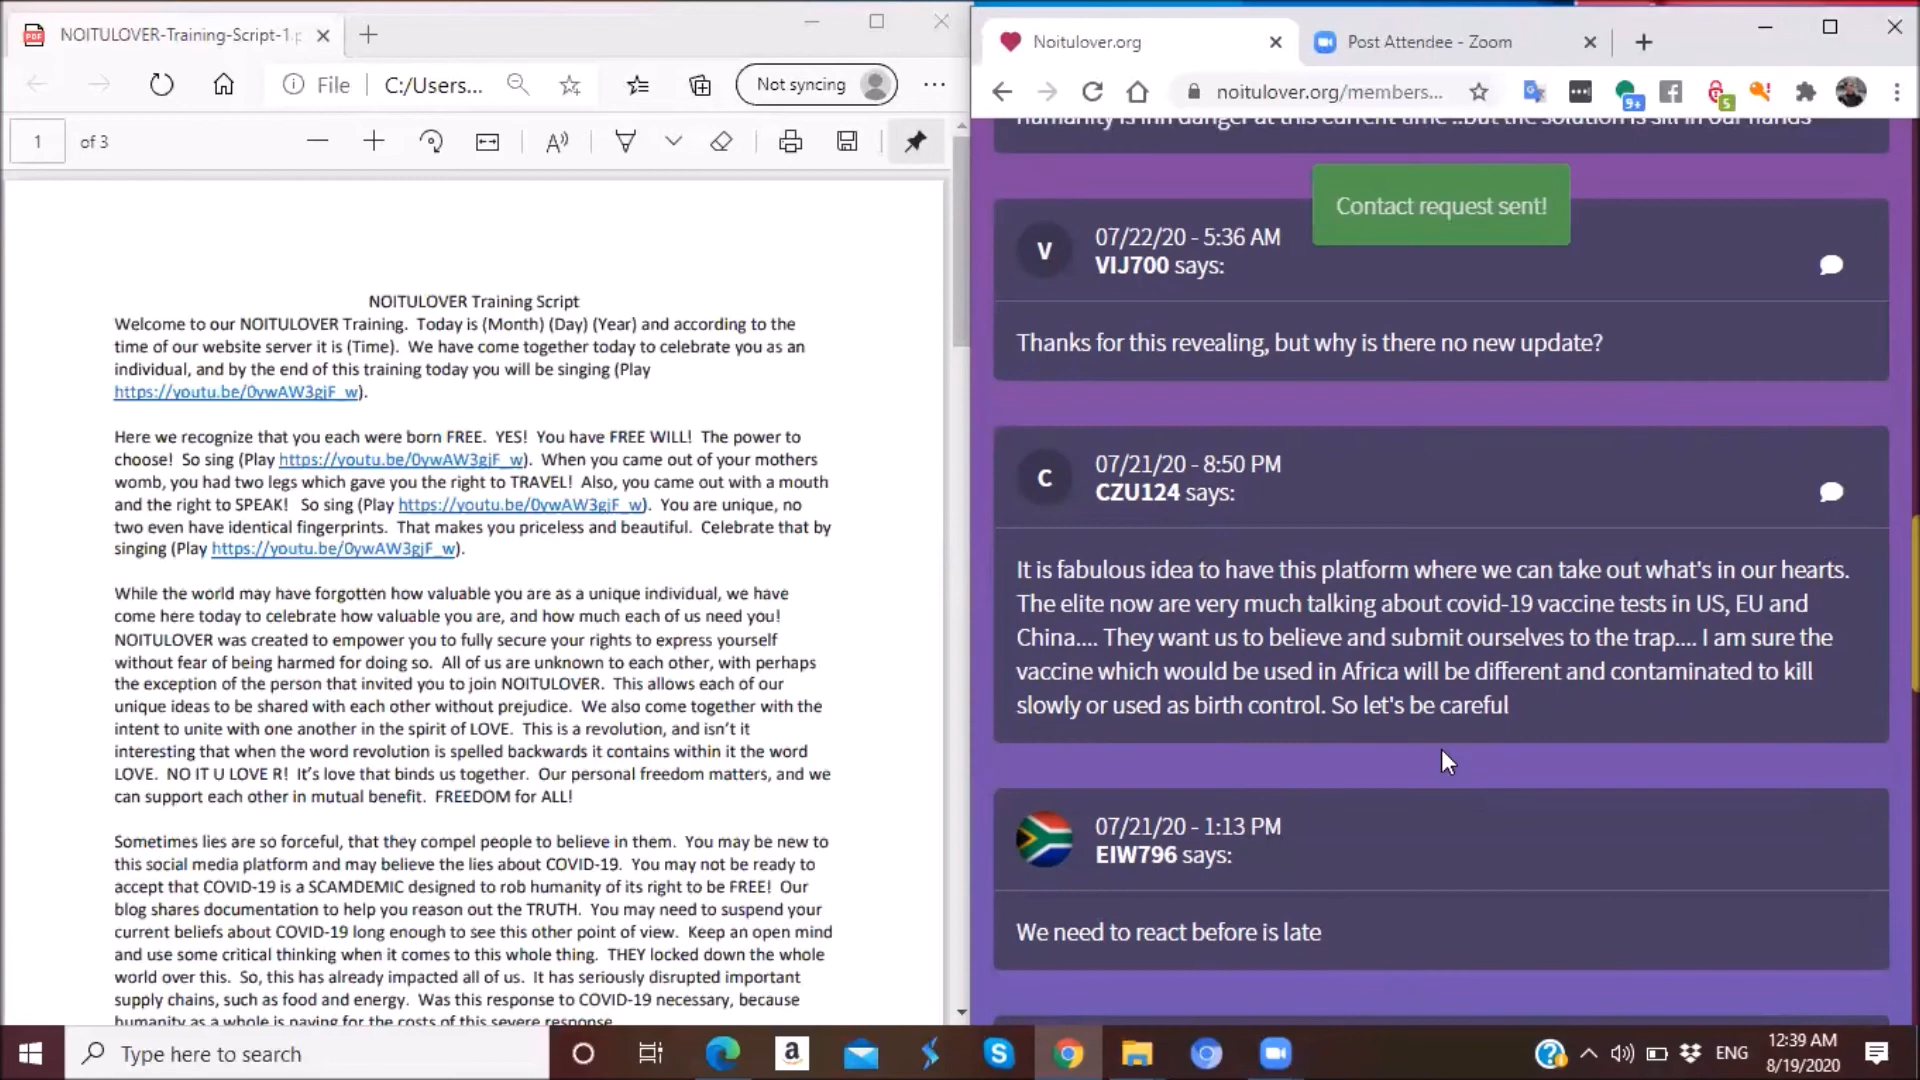 NOITULOVER-Training-Script-1.p
Not syncing
File
C:/Users...
1
of 3
NOITULOVER Training Script
Welcome to our NOITULOVER Training.  Today is (Month) (Day) (Year) and according to the
time of our website server it is (Time).  We have come together today to celebrate you as an
individual, and by the end of this training today you will be singing (Play
https://youtu.be/0ywAW3gjF_w).
Here we recognize that you each were born FREE.  YES!  You have FREE WILL!  The power to
choose!  So sing (Play https://youtu.be/0ywAW3gjF_w).  When you came out of your mothers
womb, you had two legs which gave you the right to TRAVEL!  Also, you came out with a mouth
and the right to SPEAK!   So sing (Play https://youtu.be/0ywAW3gjF_w).  You are unique, no
two even have identical fingerprints.  That makes you priceless and beautiful.  Celebrate that by
singing (Play https://youtu.be/0ywAW3gjF_w).
While the world may have forgotten how valuable you are as a unique individual, we have
come here today to celebrate how valuable you are, and how much each of us need you!
NOITULOVER was created to empower you to fully secure your rights to express yourself
without fear of being harmed for doing so.  All of us are unknown to each other, with perhaps
the exception of the person that invited you to join NOITULOVER.  This allows each of our
unique ideas to be shared with each other without prejudice.  We also come together with the
intent to unite with one another in the spirit of LOVE.  This is a revolution, and isn't it
interesting that when the word revolution is spelled backwards it contains within it the word
LOVE.  NO IT U LOVE R!  It's love that binds us together.  Our personal freedom matters, and we
can support each other in mutual benefit.  FREEDOM for ALL!
Sometimes lies are so forceful, that they compel people to believe in them.  You may be new to
this social media platform and may believe the lies about COVID-19.  You may not be ready to
accept that COVID-19 is a SCAMDEMIC designed to rob humanity of its right to be FREE!  Our
blog shares documentation to help you reason out the TRUTH.  You may need to suspend your
current beliefs about COVID-19 long enough to see this other point of view.  Keep an open mind
and use some critical thinking when it comes to this whole thing.  THEY locked down the whole
world over this.  So, this has already impacted all of us.  It has seriously disrupted important
supply chains, such as food and energy.  Was this response to COVID-19 necessary, because
humanity as a whole is paying for the costs of this severe response
Noitulover.org
Post Attendee - Zoom
noitulover.org/members...
9+
5
humanity is inn danger at this current time ..but the solution is sill in our hands
Contact request sent!
V
07/22/20 - 5:36 AM
VIJ700 says:
Thanks for this revealing, but why is there no new update?
C
07/21/20 - 8:50 PM
CZU124 says:
It is fabulous idea to have this platform where we can take out what's in our hearts.
The elite now are very much talking about covid-19 vaccine tests in US, EU and
China.... They want us to believe and submit ourselves to the trap.... I am sure the
vaccine which would be used in Africa will be different and contaminated to kill
slowly or used as birth control. So let's be careful
07/21/20 - 1:13 PM
EIW796 says:
We need to react before is late
Type here to search
ENG
12:39 AM
8/19/2020